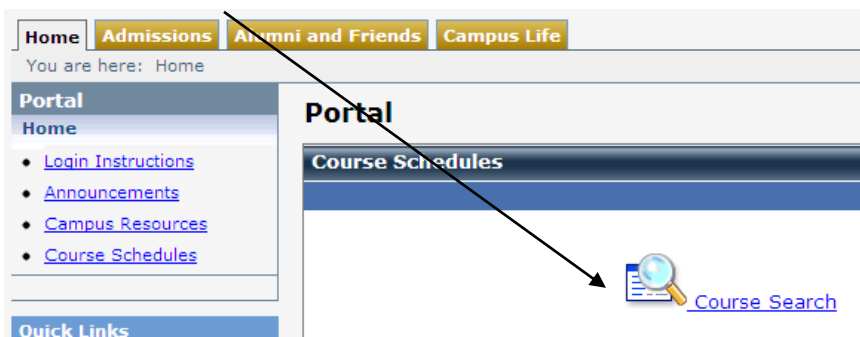 Home Admissions Alumni and Friends Campus Life
You are here: Home
Portal
Home
Login Instructions
Announcements
Campus Resources
Course Schedules
Quick Links
Portal
Course Schedules
Course Search